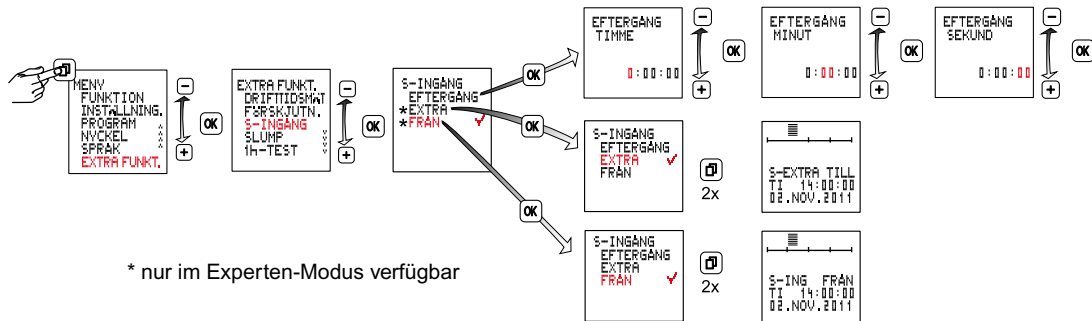 MENY
FUNKTION
INSTÄLLNING.
PROGRAM
NYCKEL
SPRÅK
EXTRA FUNKT.
OK
EXTRA FUNKT.
DRIFTTIDSMÄT
FÖRSKJUTN.
S-INGÅNG
SLUMP
1h-TEST
OK
S-INGÅNG
EFTERGÅNG
*EXTRA
*FRÅN
OK
EFTERGÅNG
TIMME
0:00:00
OK
EFTERGÅNG
MINUT
0:00:00
OK
EFTERGÅNG
SEKUND
0:00:00
OK
OK
S-INGÅNG
EFTERGÅNG
EXTRA
FRÅN
2x
S-EXTRA TILL
TI 14:00:00
02.NOV.2011
OK
S-INGÅNG
EFTERGÅNG
EXTRA
FRÅN
2x
S-ING FRÅN
TI 14:00:00
02.NOV.2011
* nur im Experten-Modus verfügbar